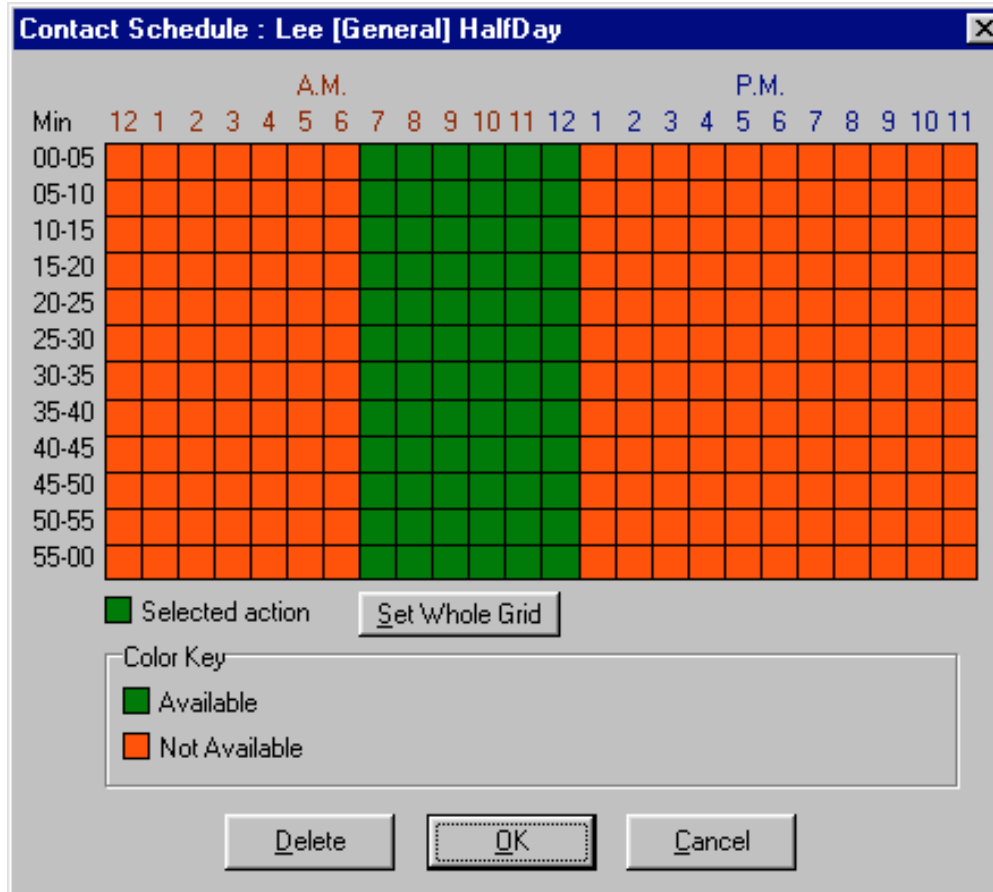 Contact Schedule : Lee [General] HalfDay
A.M. P.M.
Min 12 1 2 3 4 5 6 7 8 9 10 11 12 1 2 3 4 5 6 7 8 9 10 11
00-05
05-10
10-15
15-20
20-25
25-30
30-35
35-40
40-45
45-50
50-55
55-00
Selected action Set Whole Grid
Color Key
Available
Not Available
Delete OK Cancel